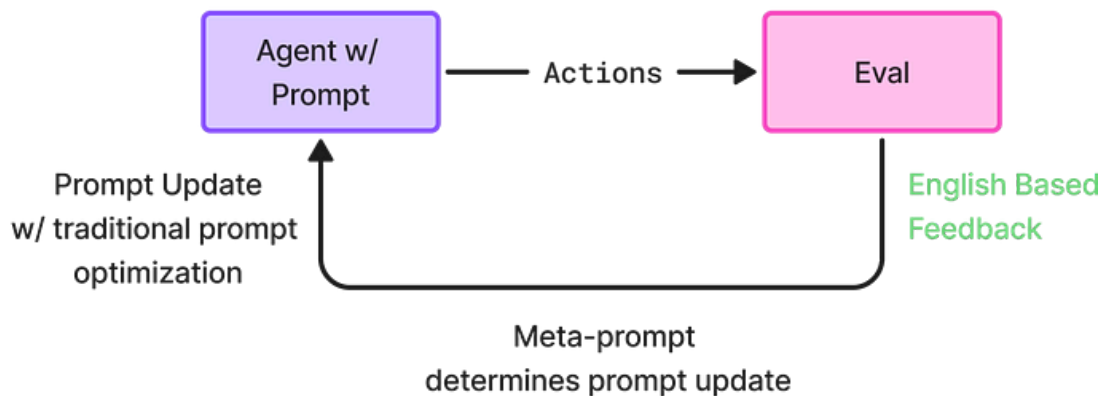 Agent w/
Prompt
Actions
Eval
Prompt Update
w/ traditional prompt
optimization
English Based
Feedback
Meta-prompt
determines prompt update